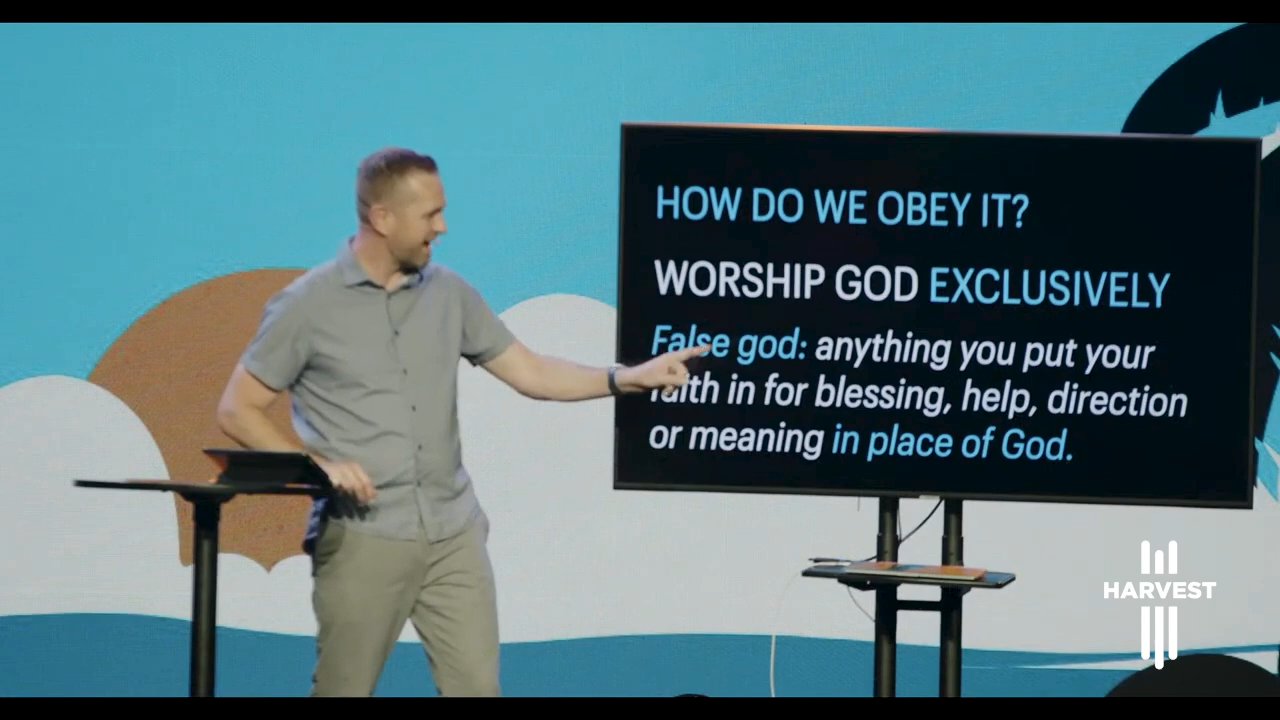 HOW DO WE OBEY IT?
WORSHIP GOD EXCLUSIVELY
False god: anything you put your
faith in for blessing, help, direction
or meaning in place of God.
HARVEST